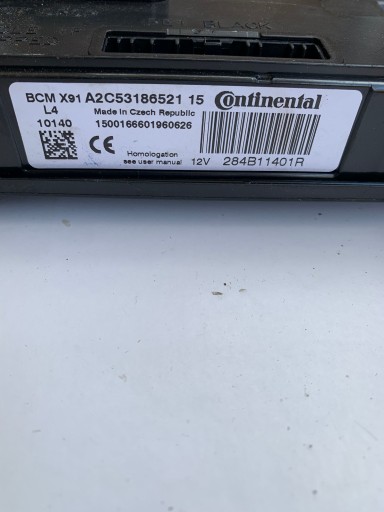 BLACK
BCM X91 A2C53186521 15 Continental
L4 Made in Czech Republic
10140 1500166601960626
CE Homologation
see user manual 12V 284B11401R